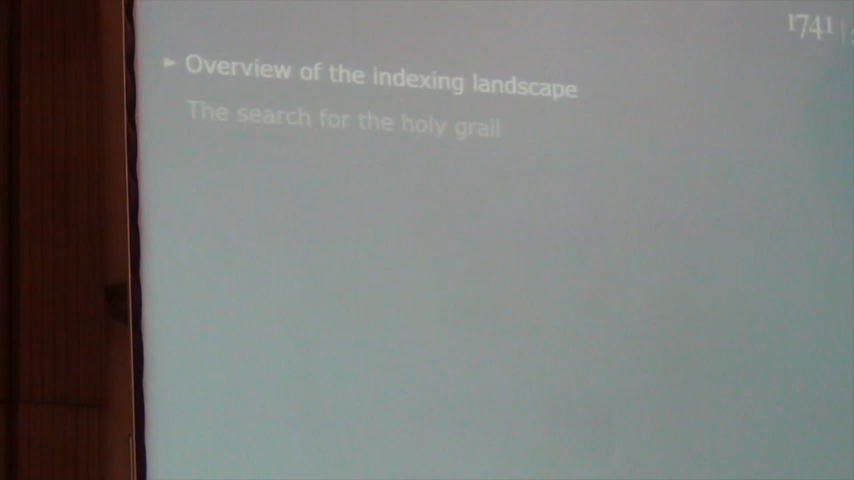 1741 |
► Overview of the indexing landscape
The search for the holy grail